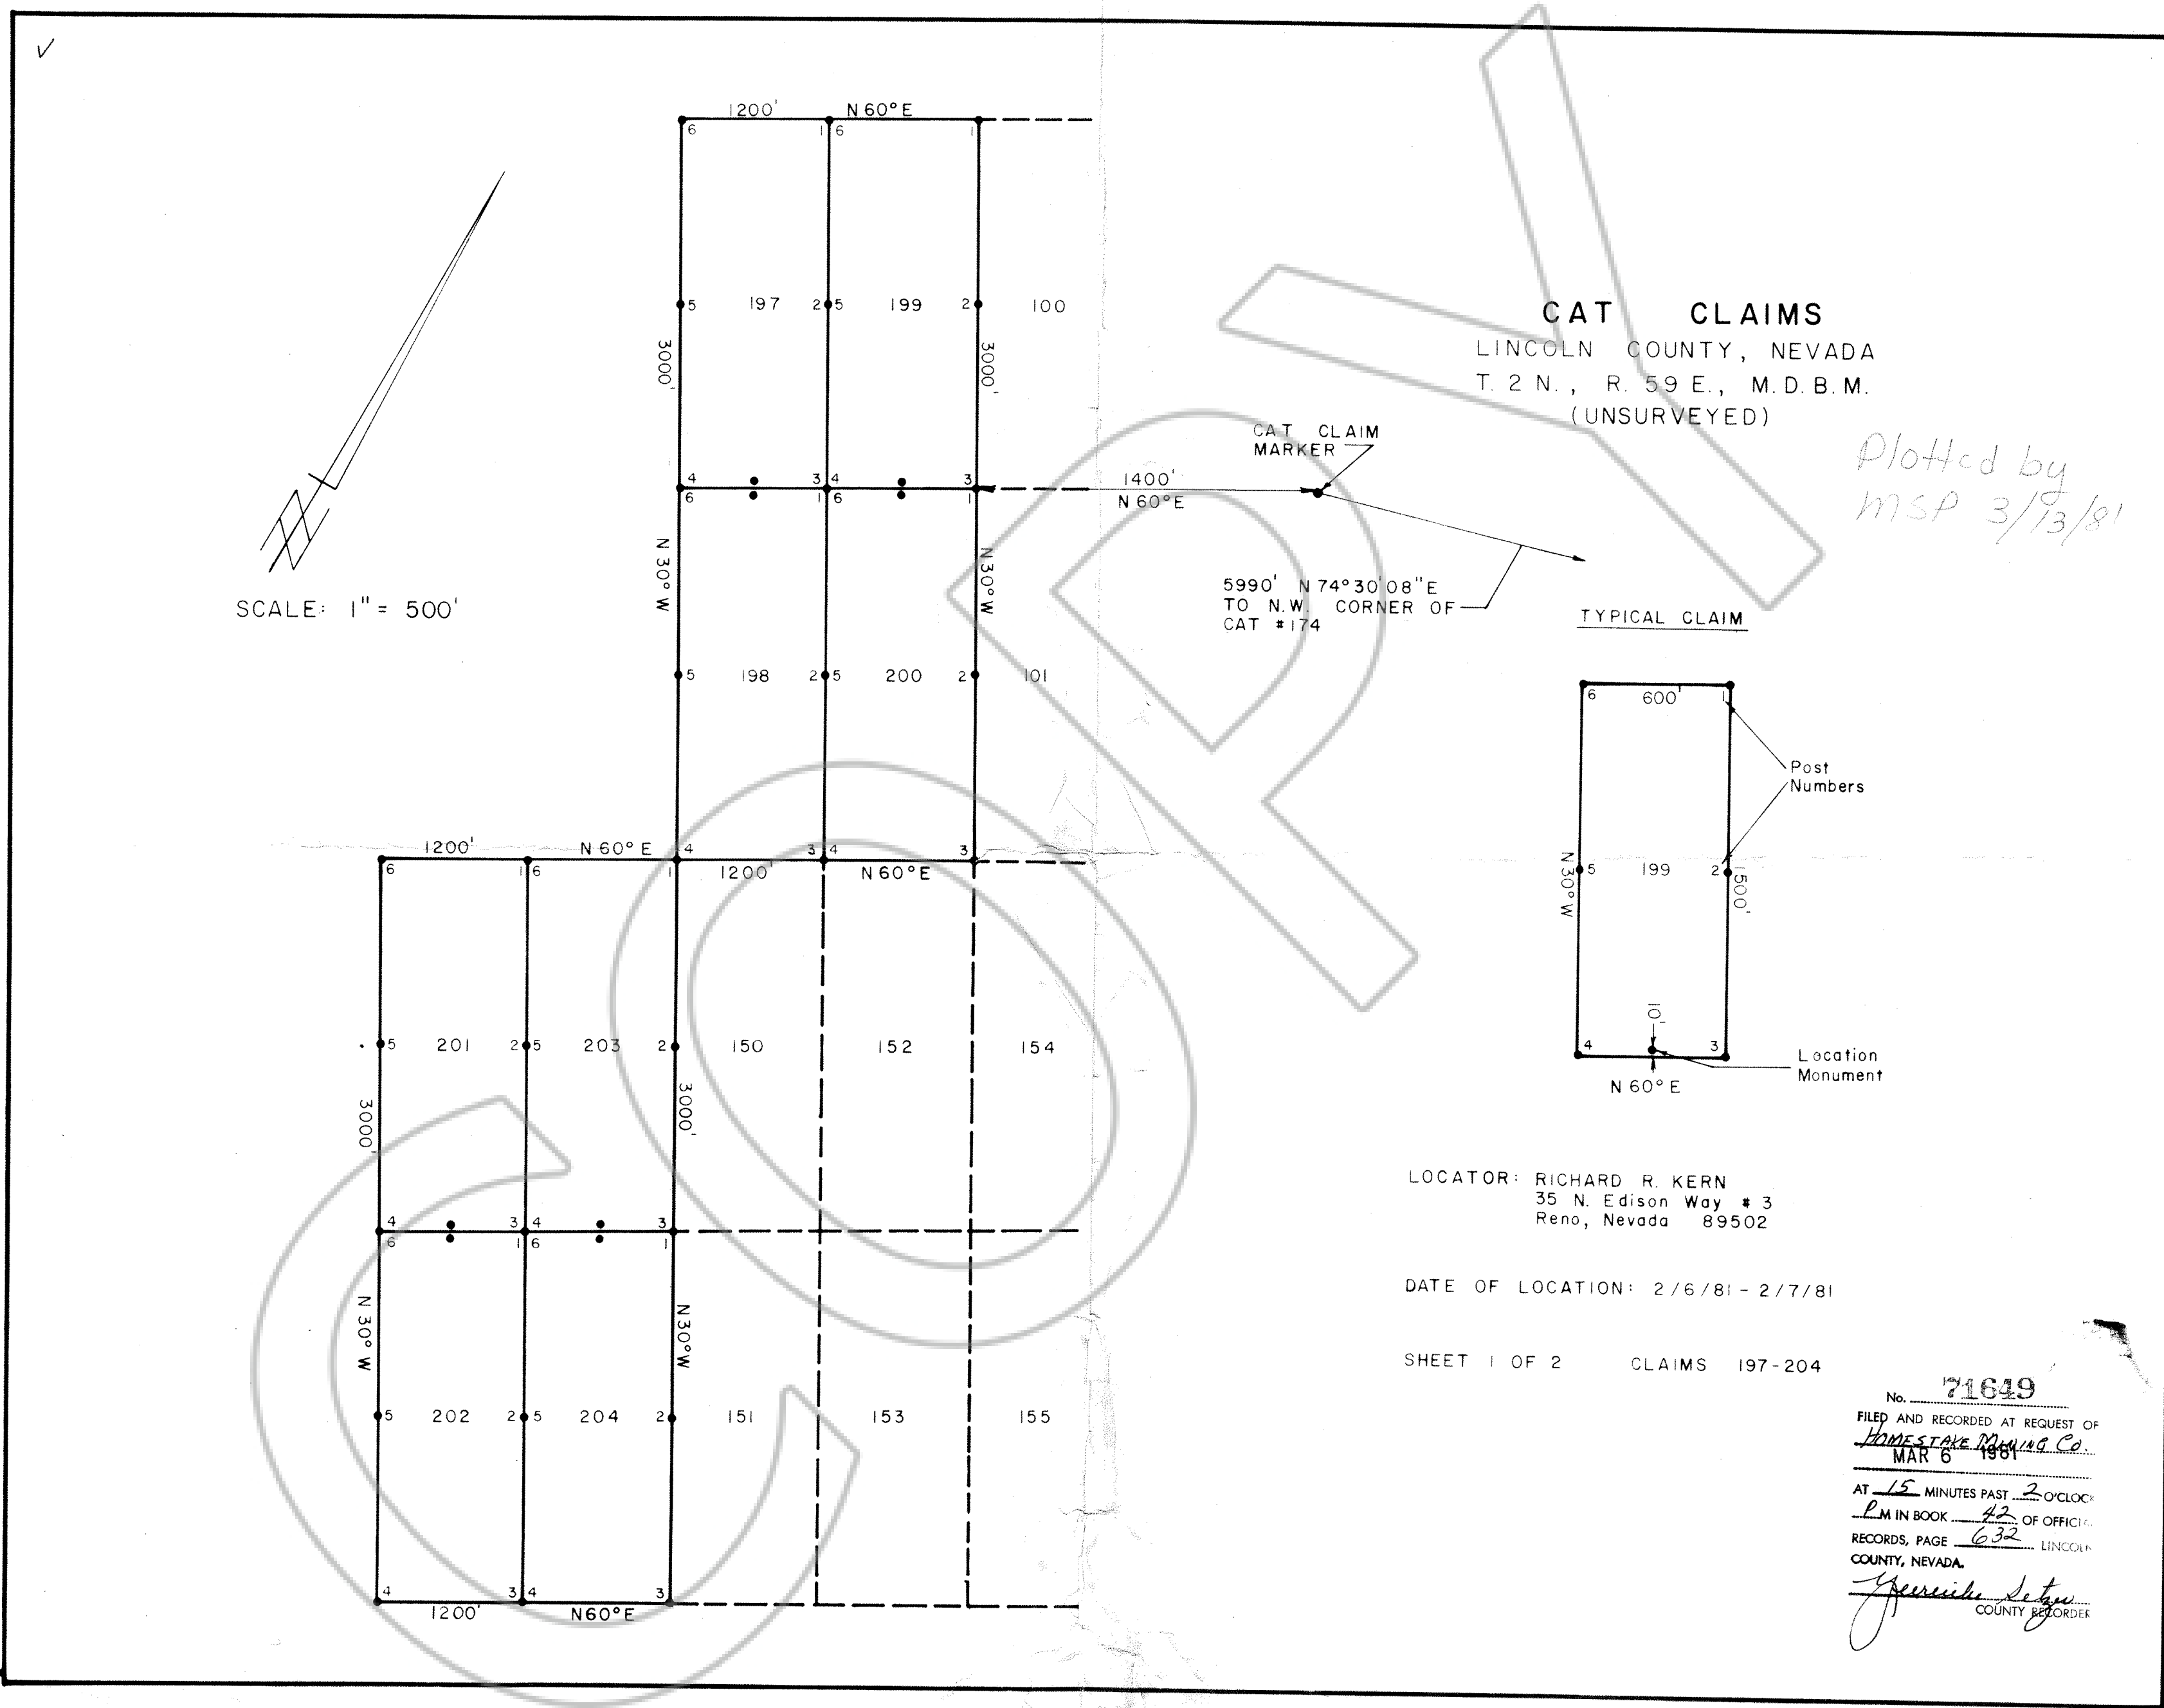 ✓
1200' N 60° E
6 1 6 1
5 197 2 5 199 2 100
3000' 3000'
4 3 4 3
6 1 6 1
N 30° W N 30° W
5 198 2 5 200 2 101
1200' N 60° E 4 3 4 3
6 1 6 1 1200' N 60° E
5 201 2 5 203 2 150 152 154
3000' 3000'
4 3 4 3
6 1 6 1
N 30° W N 30° W
5 202 2 5 204 2 151 153 155
4 3 4 3
1200' N 60° E
SCALE: 1" = 500'
CAT CLAIMS
LINCOLN COUNTY, NEVADA
T. 2 N., R. 59 E., M.D.B.M.
(UNSURVEYED)
Plotted by
MSP 3/13/81
CAT CLAIM
MARKER
1400'
N 60° E
5990' N 74° 30' 08" E
TO N.W. CORNER OF
CAT #174
TYPICAL CLAIM
6 600' 1
Post
Numbers
N 30° W 5 199 2 1500'
10'
4 3
N 60° E
Location
Monument
LOCATOR: RICHARD R. KERN
35 N. Edison Way # 3
Reno, Nevada 89502
DATE OF LOCATION: 2/6/81 - 2/7/81
SHEET 1 OF 2 CLAIMS 197-204
No. 71649
FILED AND RECORDED AT REQUEST OF
HOMESTAKE MINING CO.
MAR 6 1981
AT 15 MINUTES PAST 2 O'CLOCK
P M IN BOOK 42 OF OFFICIAL
RECORDS, PAGE 632 LINCOLN
COUNTY, NEVADA.
Setzer
COUNTY RECORDER
COPY